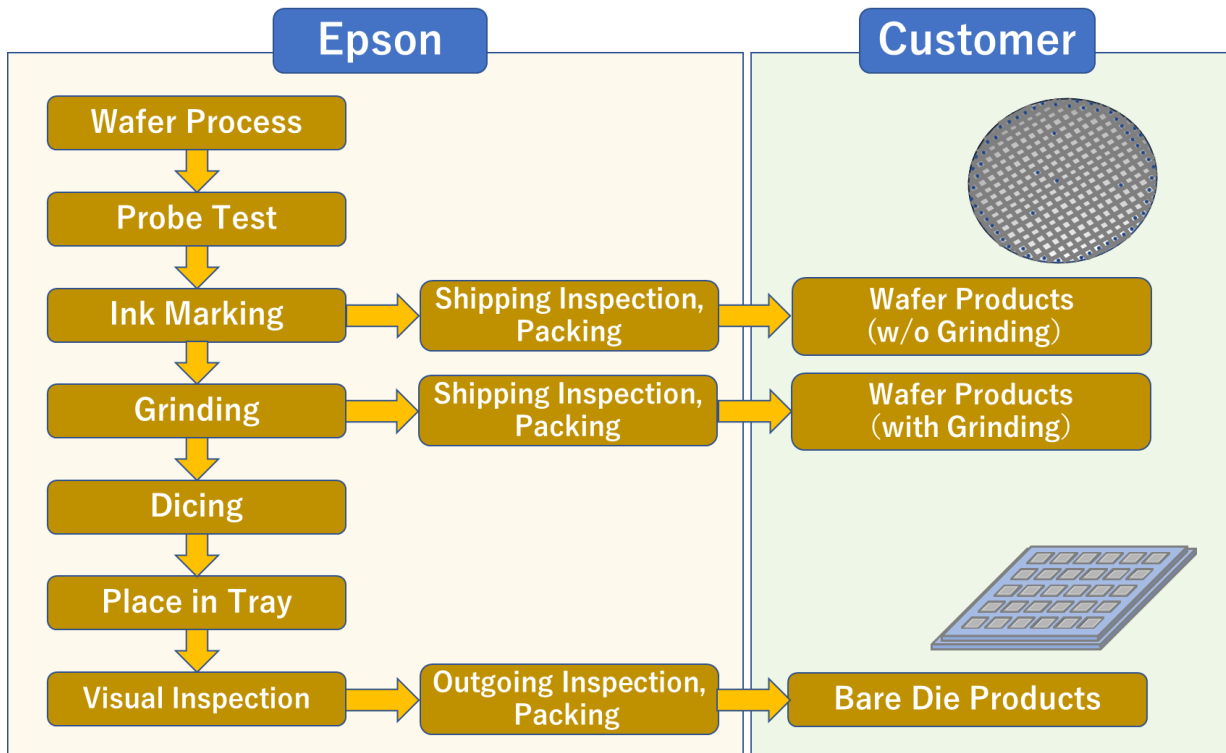 Epson
Customer
Wafer Process
Probe Test
Ink Marking
Shipping Inspection,
Packing
Wafer Products
（w/o Grinding）
Grinding
Shipping Inspection,
Packing
Wafer Products
（with Grinding）
Dicing
Place in Tray
Visual Inspection
Outgoing Inspection,
Packing
Bare Die Products